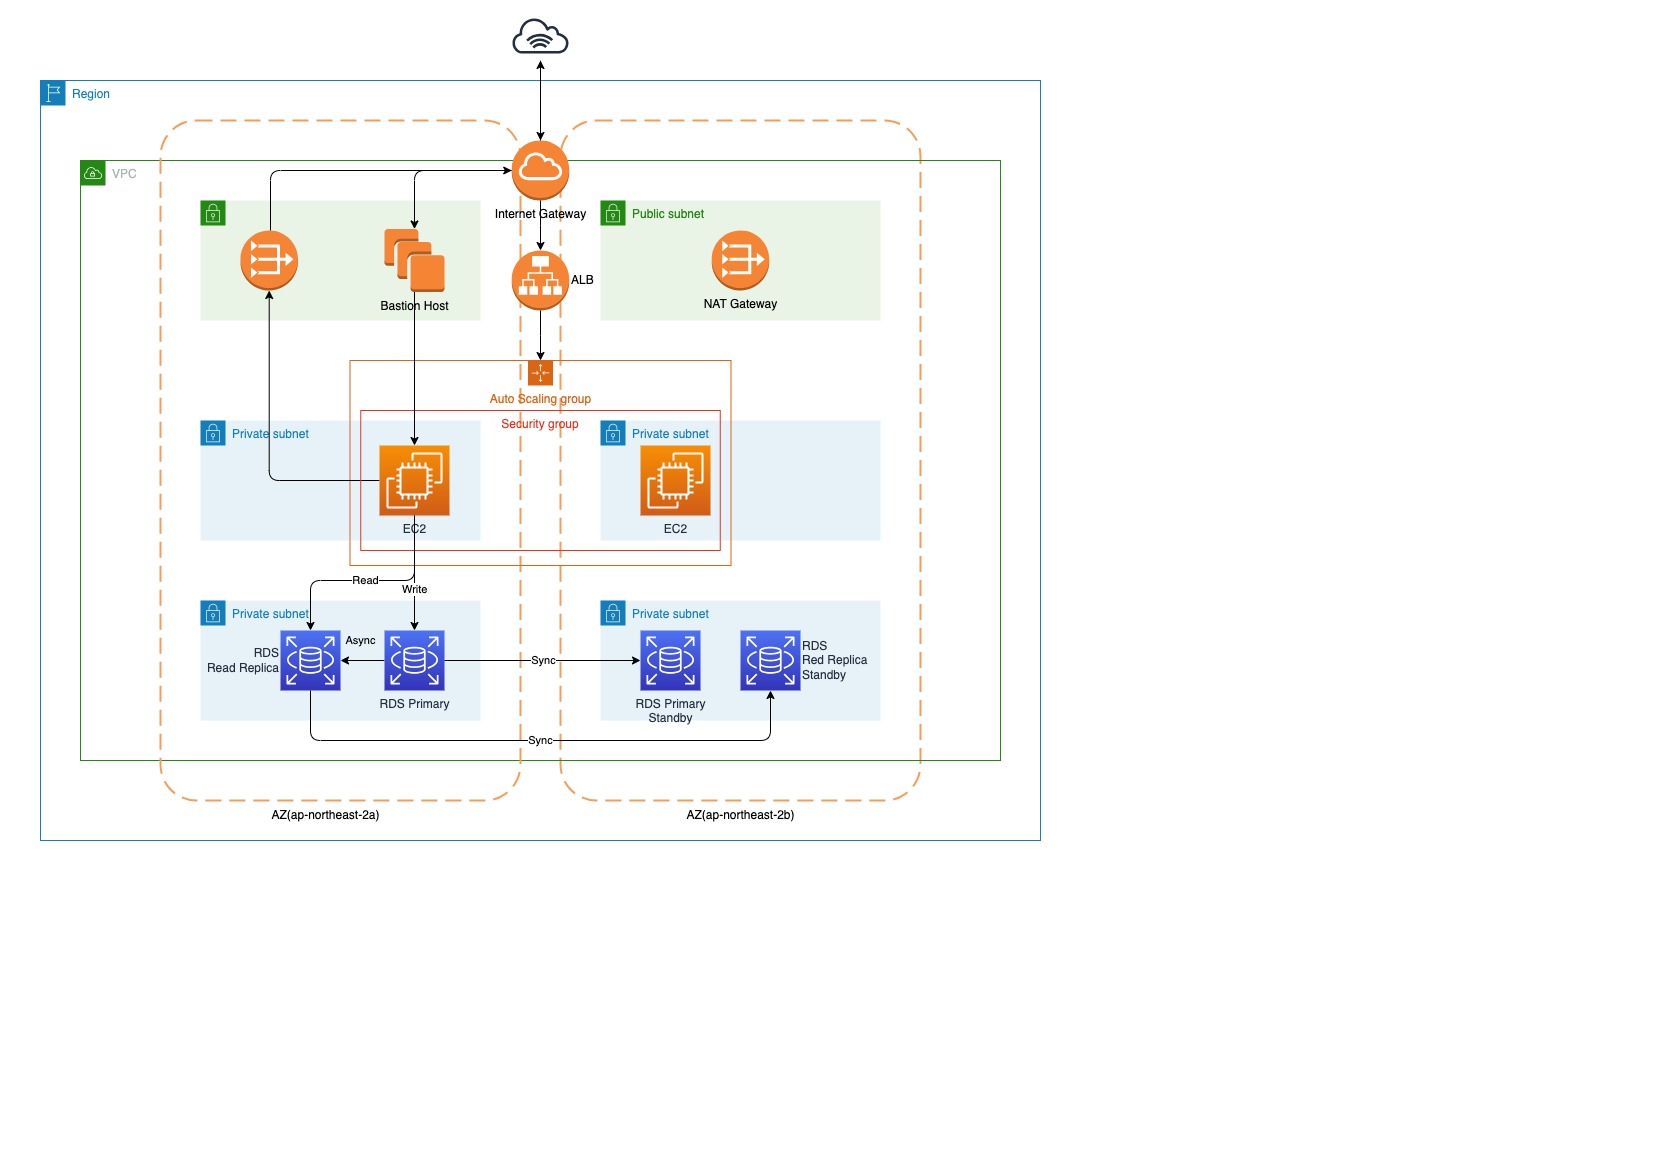 Region
VPC
Internet Gateway
Public subnet
ALB
Bastion Host
NAT Gateway
Auto Scaling group
Security group
Private subnet
Private subnet
EC2
EC2
Read
Write
Private subnet
Private subnet
Async
RDS
Read Replica
Sync
RDS
Red Replica
Standby
RDS Primary
RDS Primary
Standby
Sync
AZ(ap-northeast-2a)
AZ(ap-northeast-2b)